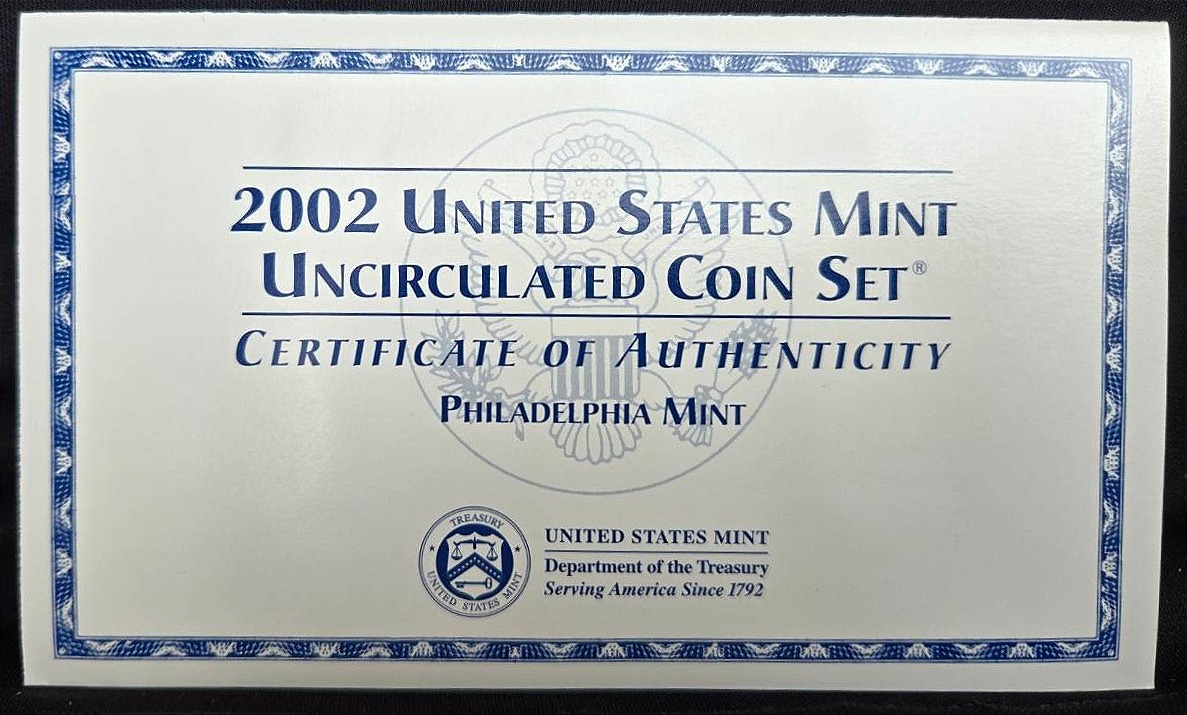 2002 UNITED STATES MINT
UNCIRCULATED COIN SET®
CERTIFICATE OF AUTHENTICITY
PHILADELPHIA MINT
TREASURY
UNITED STATES MINT
UNITED STATES MINT
Department of the Treasury
Serving America Since 1792